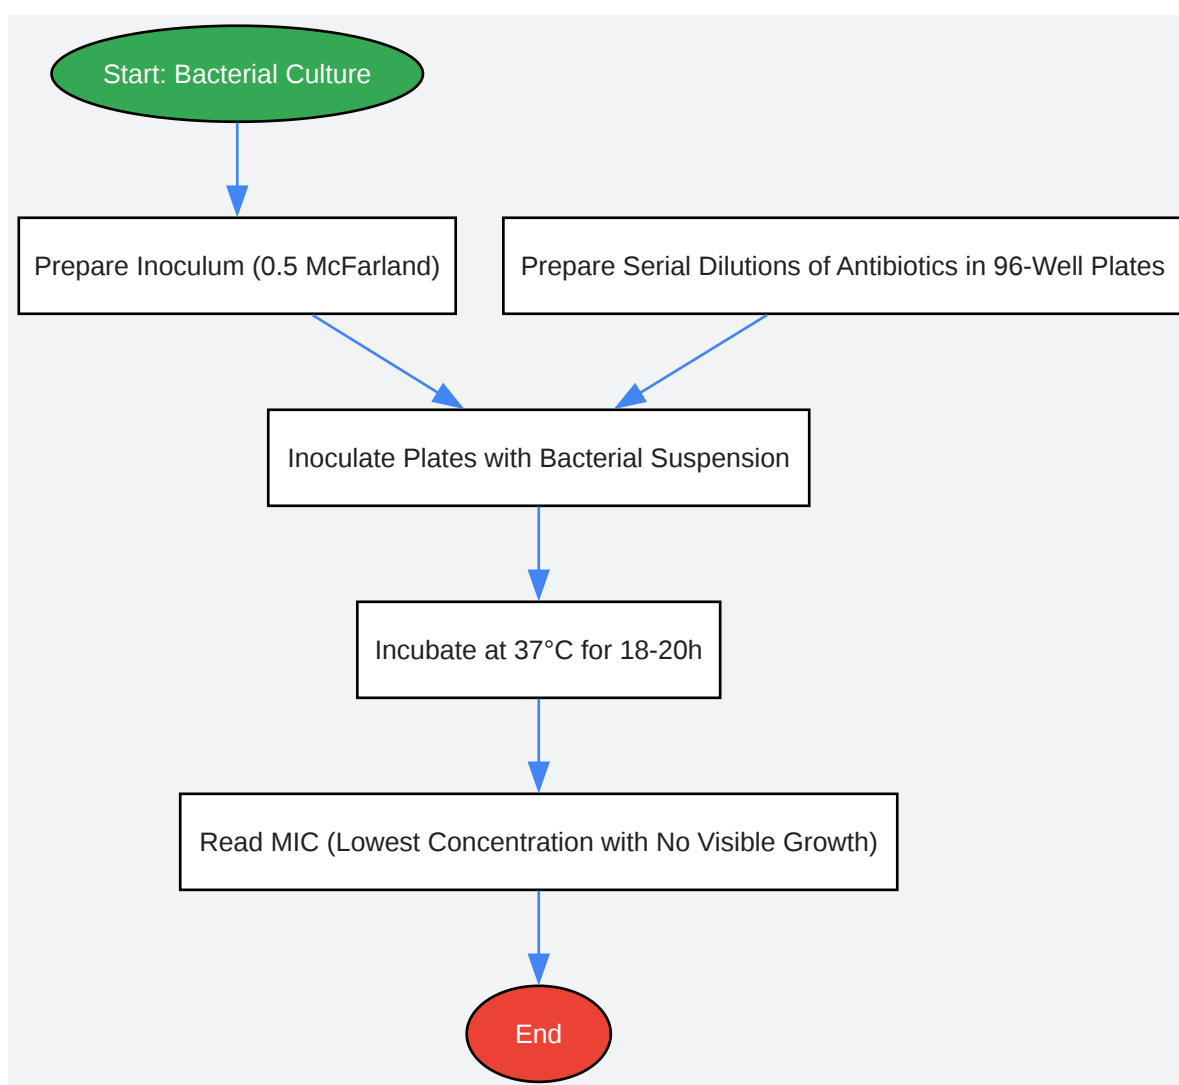 Start: Bacterial Culture
Prepare Inoculum (0.5 McFarland)
Prepare Serial Dilutions of Antibiotics in 96-Well Plates
Inoculate Plates with Bacterial Suspension
Incubate at 37°C for 18-20h
Read MIC (Lowest Concentration with No Visible Growth)
End